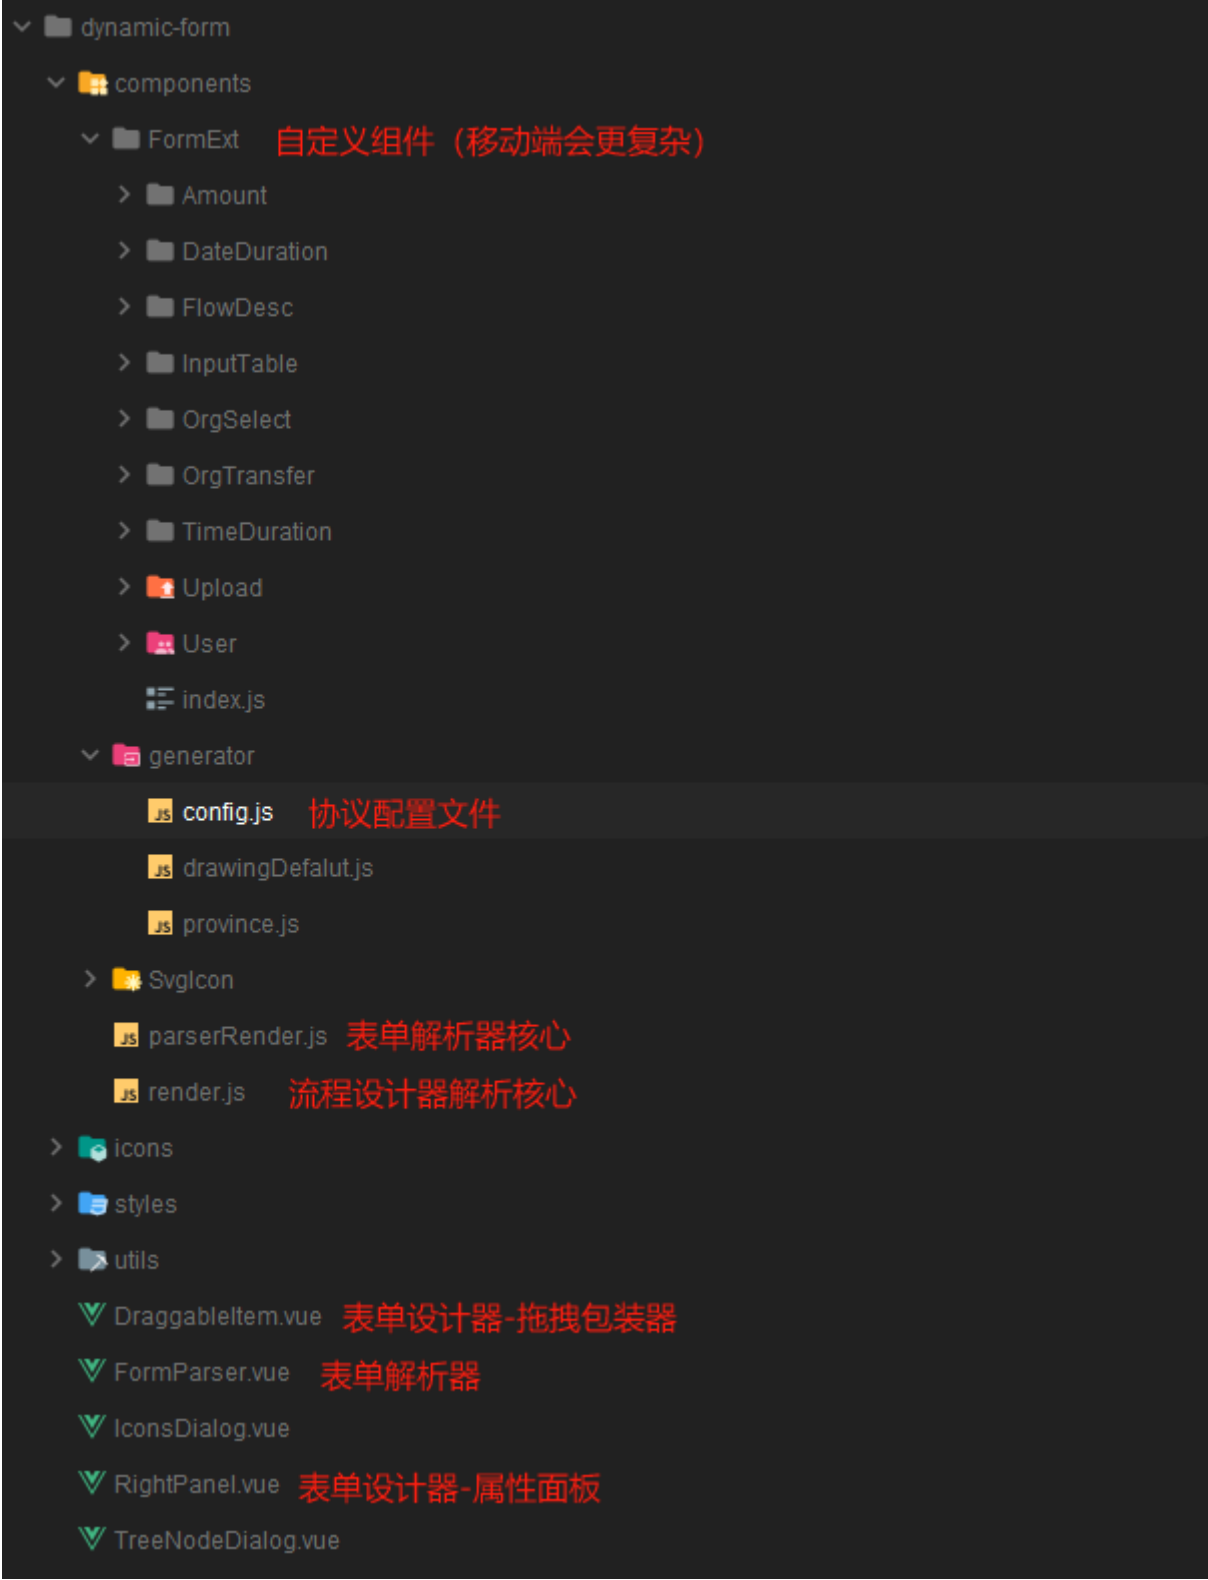 dynamic-form
components
FormExt 自定义组件（移动端会更复杂）
Amount
DateDuration
FlowDesc
InputTable
OrgSelect
OrgTransfer
TimeDuration
Upload
User
index.js
generator
JS config.js 协议配置文件
JS drawingDefalut.js
JS province.js
SvgIcon
JS parserRender.js 表单解析器核心
JS render.js 流程设计器解析核心
icons
styles
utils
DraggableItem.vue 表单设计器-拖拽包装器
FormParser.vue 表单解析器
IconsDialog.vue
RightPanel.vue 表单设计器-属性面板
TreeNodeDialog.vue